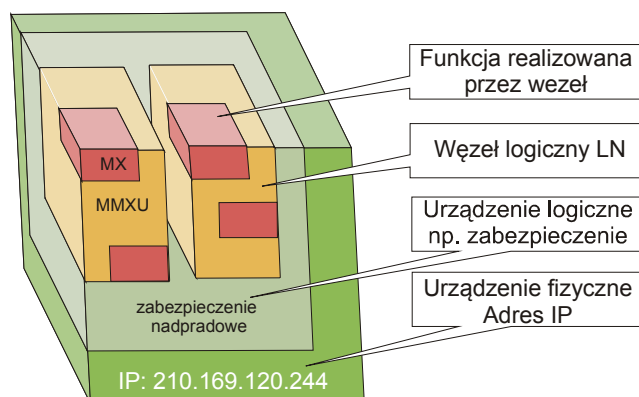 Funkcja realizowana
przez wezeł
Węzeł logiczny LN
Urządzenie logiczne
np. zabezpieczenie
Urządzenie fizyczne
Adres IP
MX
MMXU
zabezpieczenie
nadpradowe
IP: 210.169.120.244